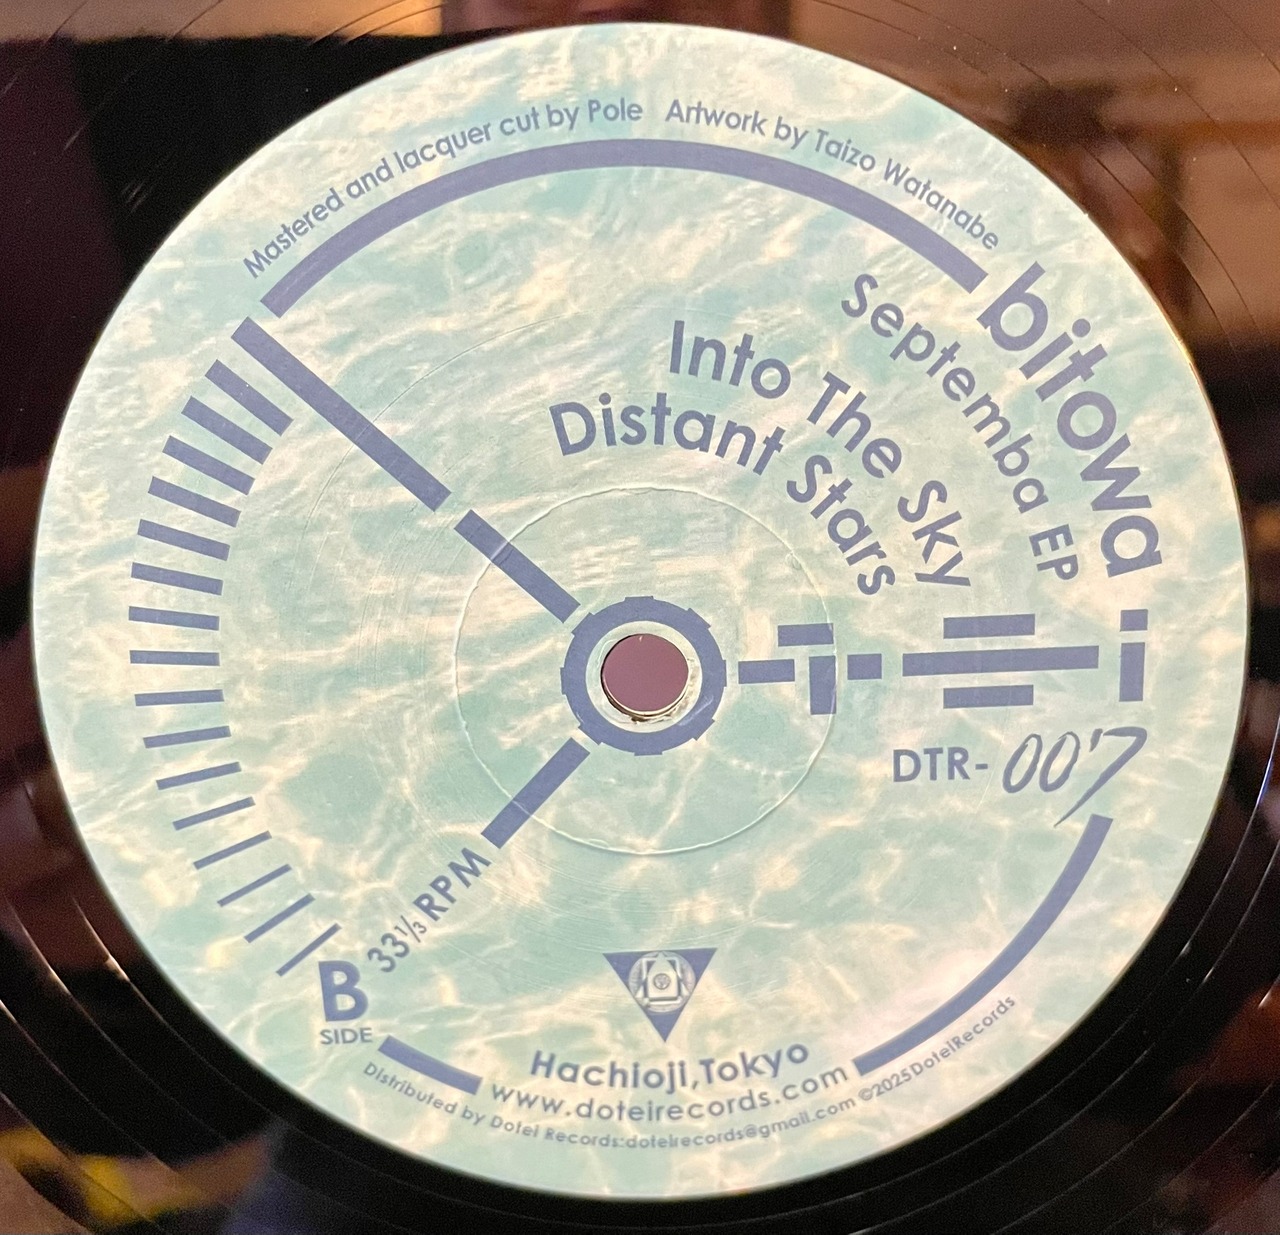 Mastered and lacquer cut by Pole   Artwork by Taizo Watanabe
bitowa
Septemba EP
Into The Sky
Distant Stars
DTR-007
33⅓ RPM
B
SIDE
Hachioji,Tokyo
www.doteirecords.com
Distributed by Dotei Records:doteirecords@gmail.com ©2025DoteiRecords